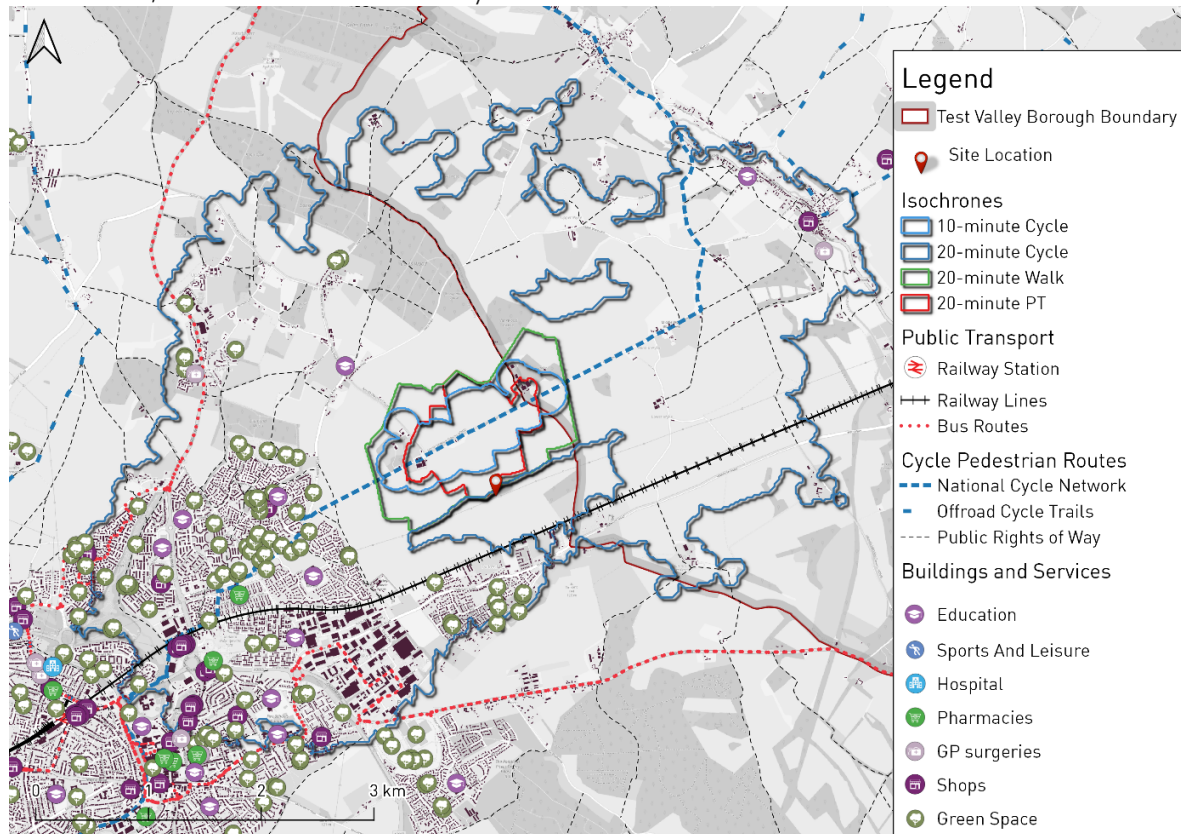 Legend
Test Valley Borough Boundary
Site Location
Isochrones
10-minute Cycle
20-minute Cycle
20-minute Walk
20-minute PT
Public Transport
Railway Station
Railway Lines
Bus Routes
Cycle Pedestrian Routes
National Cycle Network
Offroad Cycle Trails
Public Rights of Way
Buildings and Services
Education
Sports And Leisure
Hospital
Pharmacies
GP surgeries
Shops
Green Space
0 1 2 3 km